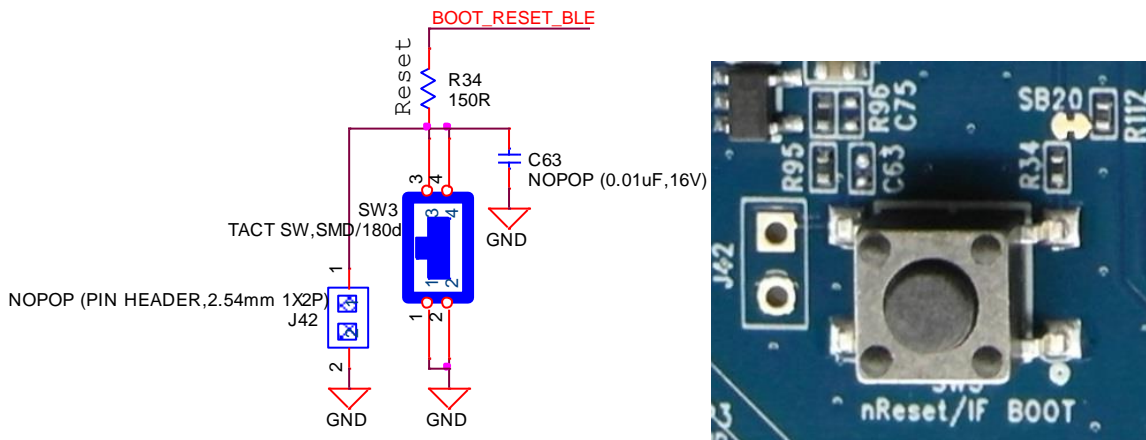 BOOT_RESET_BLE
Reset
R34
150R
C63
NOPOP (0.01uF,16V)
GND
3
4
SW3
TACT SW,SMD/180d
3
4
1
2
1
2
GND
1
NOPOP (PIN HEADER,2.54mm 1X2P)
J42
1
2
2
GND
R96
C75
SB20
R112
R95
C63
R34
J42
nReset/IF BOOT